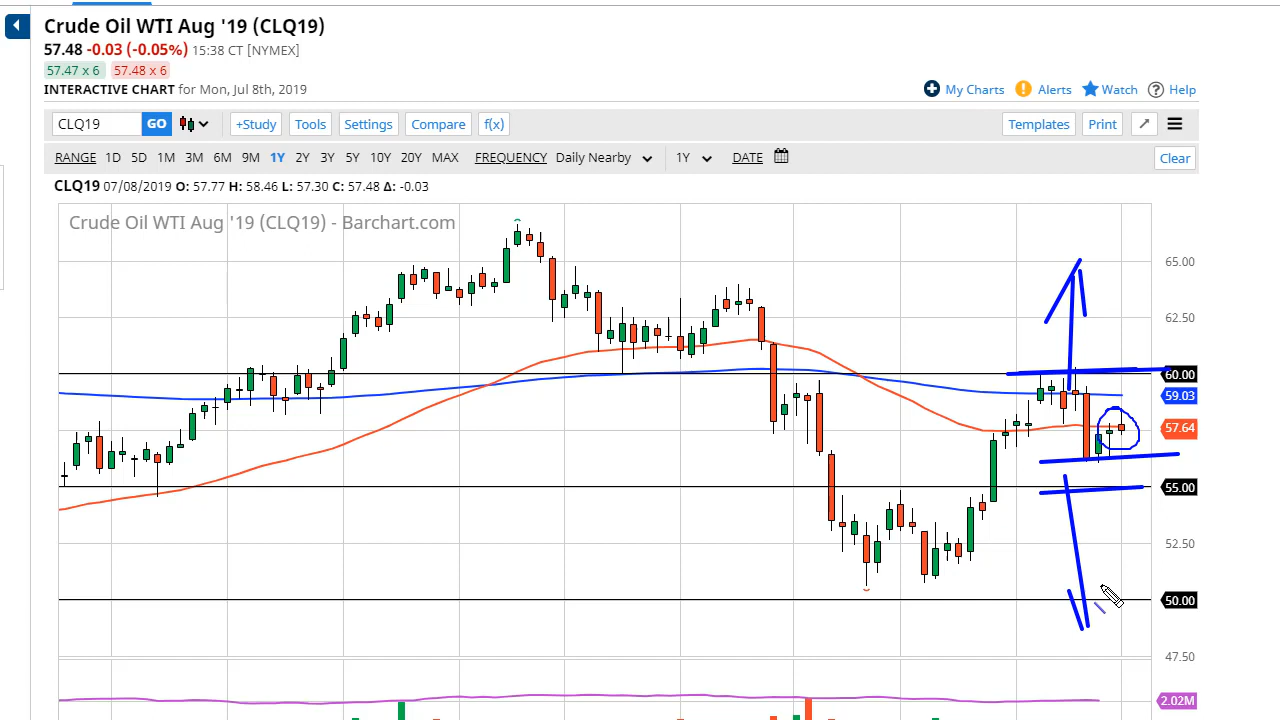 Crude Oil WTI Aug '19 (CLQ19)
57.48 -0.03 (-0.05%) 15:38 CT [NYMEX]
57.47 x 6 57.48 x 6
INTERACTIVE CHART for Mon, Jul 8th, 2019
My Charts Alerts Watch Help
CLQ19 GO +Study Tools Settings Compare f(x) Templates Print
RANGE 1D 5D 1M 3M 6M 9M 1Y 2Y 3Y 5Y 10Y 20Y MAX FREQUENCY Daily Nearby 1Y DATE Clear
CLQ19 07/08/2019 O: 57.77 H: 58.46 L: 57.30 C: 57.48 Δ: -0.03
Crude Oil WTI Aug '19 (CLQ19) - Barchart.com
65.00
62.50
60.00
59.03
57.64
55.00
52.50
50.00
47.50
2.02M